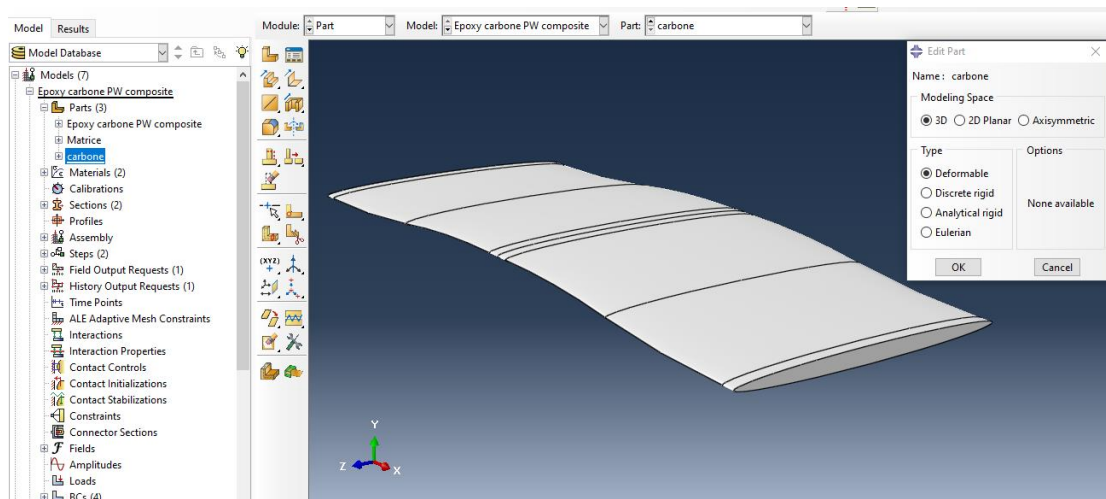 Module: Part Model: Epoxy carbone PW composite Part: carbone
Model Results
Model Database
Models (7)
Epoxy carbone PW composite
Parts (3)
Epoxy carbone PW composite
Matrice
carbone
Materials (2)
Calibrations
Sections (2)
Profiles
Assembly
Steps (2)
Field Output Requests (1)
History Output Requests (1)
Time Points
ALE Adaptive Mesh Constraints
Interactions
Interaction Properties
Contact Controls
Contact Initializations
Contact Stabilizations
Constraints
Connector Sections
Fields
Amplitudes
Loads
BCs (4)
(XYZ)
Y
Z
X
Edit Part
Name: carbone
Modeling Space
3D 2D Planar Axisymmetric
Type
Deformable
Discrete rigid
Analytical rigid
Eulerian
Options
None available
OK Cancel